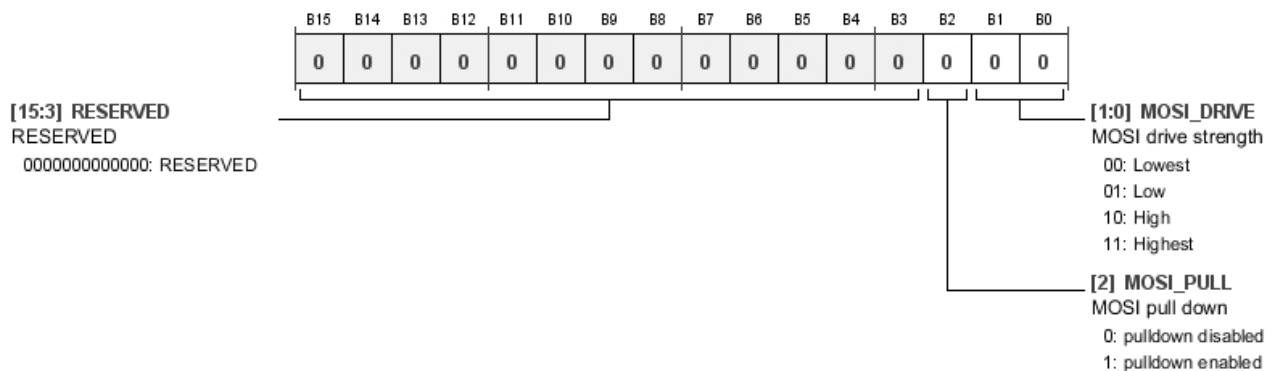 B15 B14 B13 B12 B11 B10 B9 B8 B7 B6 B5 B4 B3 B2 B1 B0
0 0 0 0 0 0 0 0 0 0 0 0 0 0 0 0
[15:3] RESERVED
RESERVED
0000000000000: RESERVED
[1:0] MOSI_DRIVE
MOSI drive strength
00: Lowest
01: Low
10: High
11: Highest
[2] MOSI_PULL
MOSI pull down
0: pulldown disabled
1: pulldown enabled